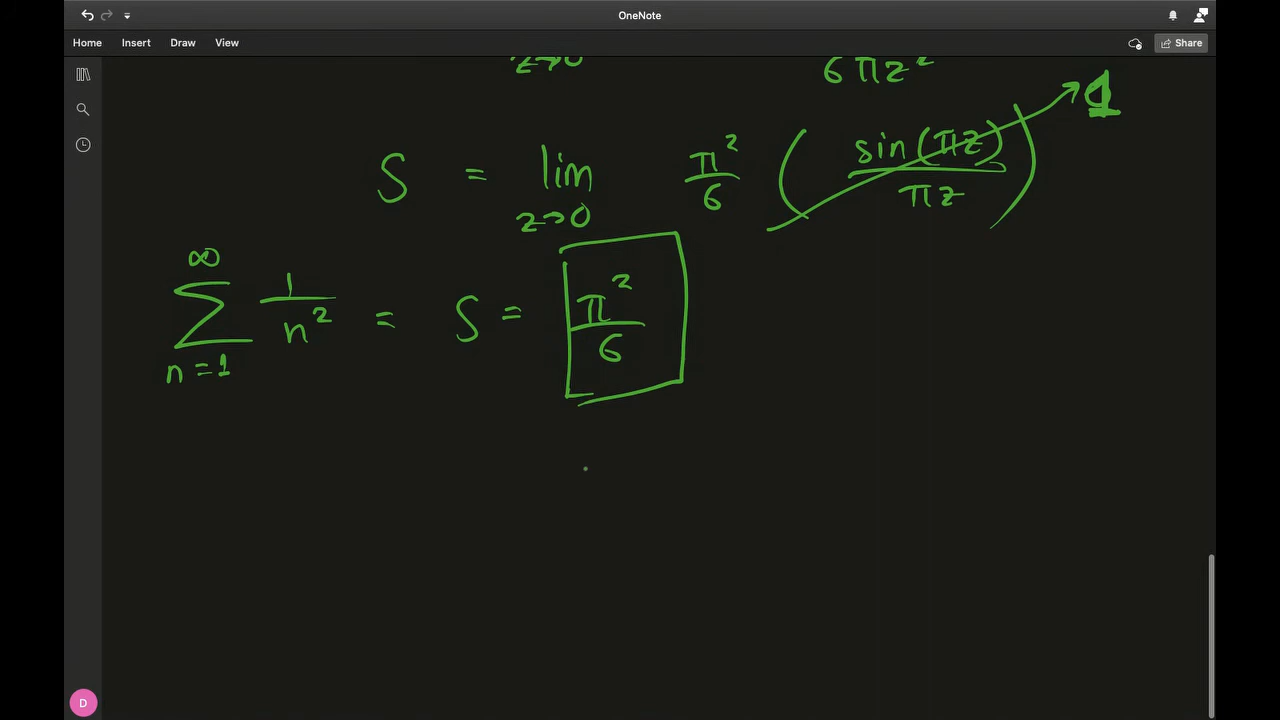 OneNote
Home Insert Draw View Share
z→0 6πz²
S = lim z→0 π²/6 ( sin(πz)/πz ) 1
∞ ∑ n=1 1/n² = S = π²/6
D